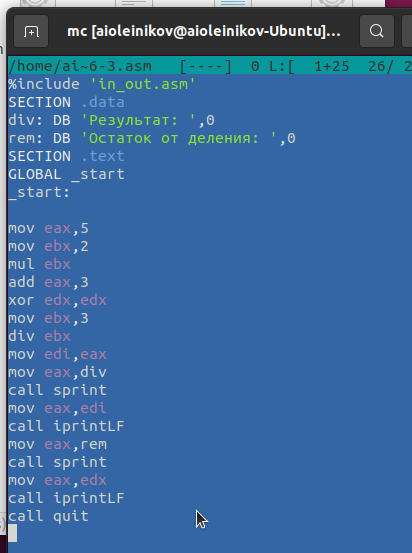 mc [aioleinikov@aioleinikov-Ubuntu]...
/home/ai~6-3.asm [----] 0 L:[ 1+25 26/ 2
%include 'in_out.asm'
SECTION .data
div: DB 'Результат: ',0
rem: DB 'Остаток от деления: ',0
SECTION .text
GLOBAL _start
_start:
mov eax,5
mov ebx,2
mul ebx
add eax,3
xor edx,edx
mov ebx,3
div ebx
mov edi,eax
mov eax,div
call sprint
mov eax,edi
call iprintLF
mov eax,rem
call sprint
mov eax,edx
call iprintLF
call quit